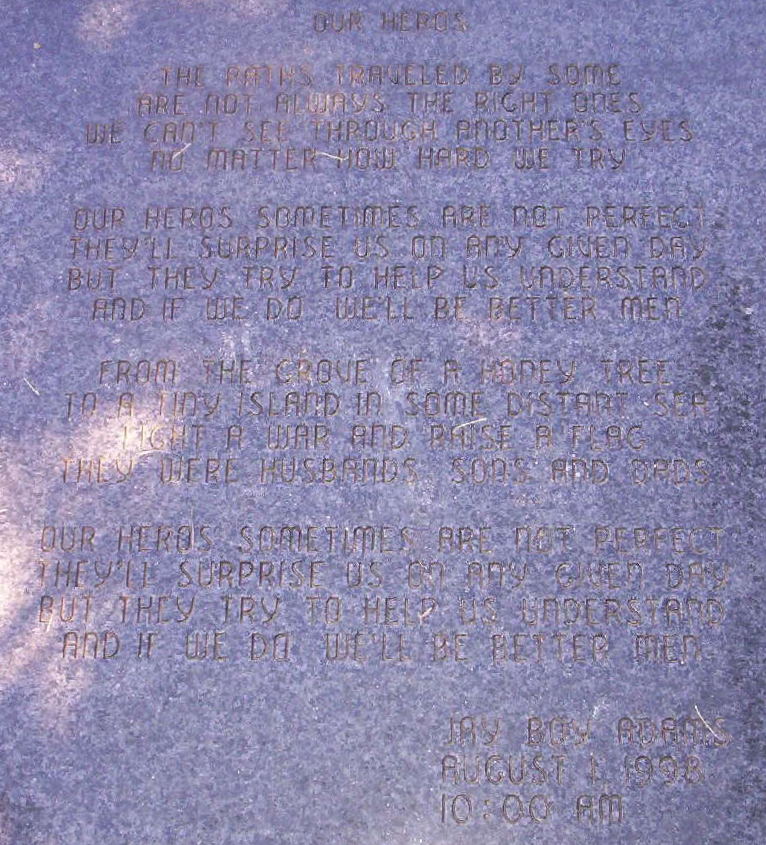 OUR HEROS
THE PATHS TRAVELED BY SOME
ARE NOT ALWAYS THE RIGHT ONES
WE CAN'T SEE THROUGH ANOTHER'S EYES
NO MATTER HOW HARD WE TRY
OUR HEROS SOMETIMES ARE NOT PERFECT
THEY'LL SURPRISE US ON ANY GIVEN DAY
BUT THEY TRY TO HELP US UNDERSTAND
AND IF WE DO WE'LL BE BETTER MEN
FROM THE GROVE OF A HONEY TREE
TO A TINY ISLAND IN SOME DISTANT SEA
LIGHT A WAR AND RAISE A FLAG
THEY WERE HUSBANDS SONS AND DADS
OUR HEROS SOMETIMES ARE NOT PERFECT
THEY'LL SURPRISE US ON ANY GIVEN DAY
BUT THEY TRY TO HELP US UNDERSTAND
AND IF WE DO WE'LL BE BETTER MEN
JAY BOY ADAMS
AUGUST 1, 1998
10:00 AM